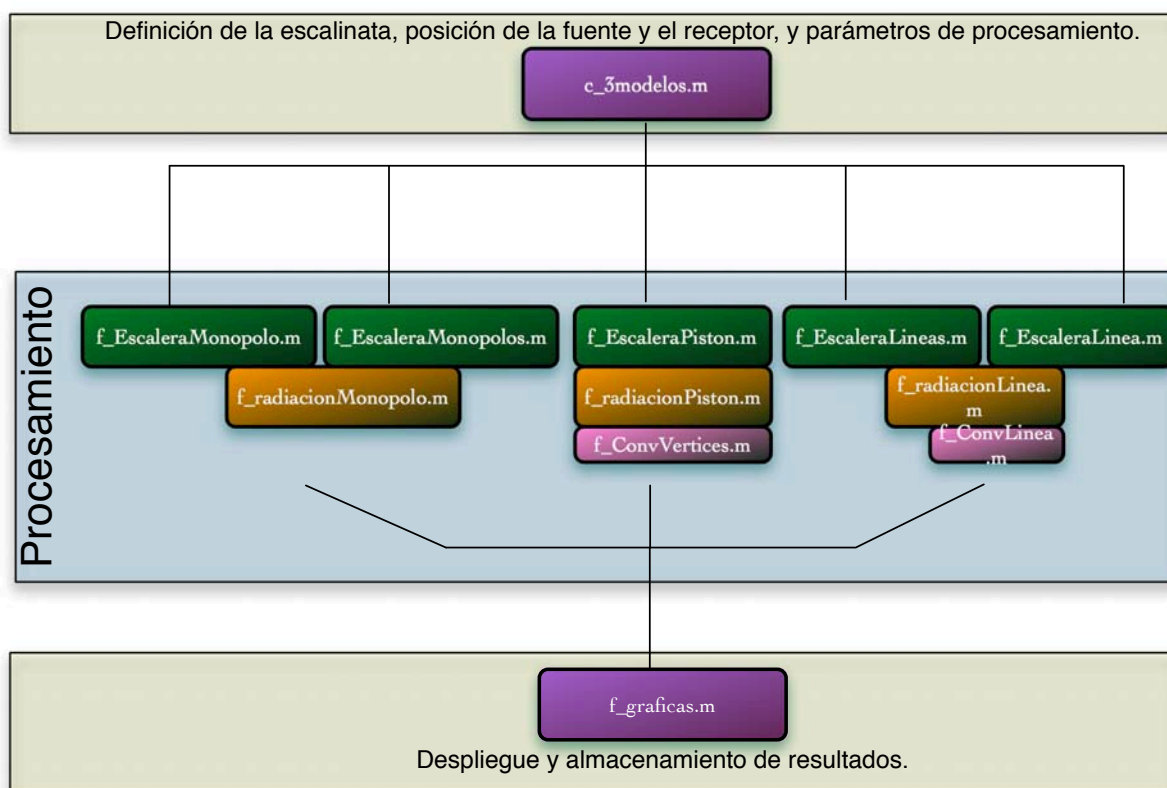 Definición de la escalinata, posición de la fuente y el receptor, y parámetros de procesamiento.
c_3modelos.m
Procesamiento
f_EscaleraMonopolo.m
f_EscaleraMonopolos.m
f_EscaleraPiston.m
f_EscaleraLineas.m
f_EscaleraLinea.m
f_radiacionMonopolo.m
f_radiacionPiston.m
f_radiacionLinea.
m
f_ConvVertices.m
f_ConvLinea
.m
f_graficas.m
Despliegue y almacenamiento de resultados.